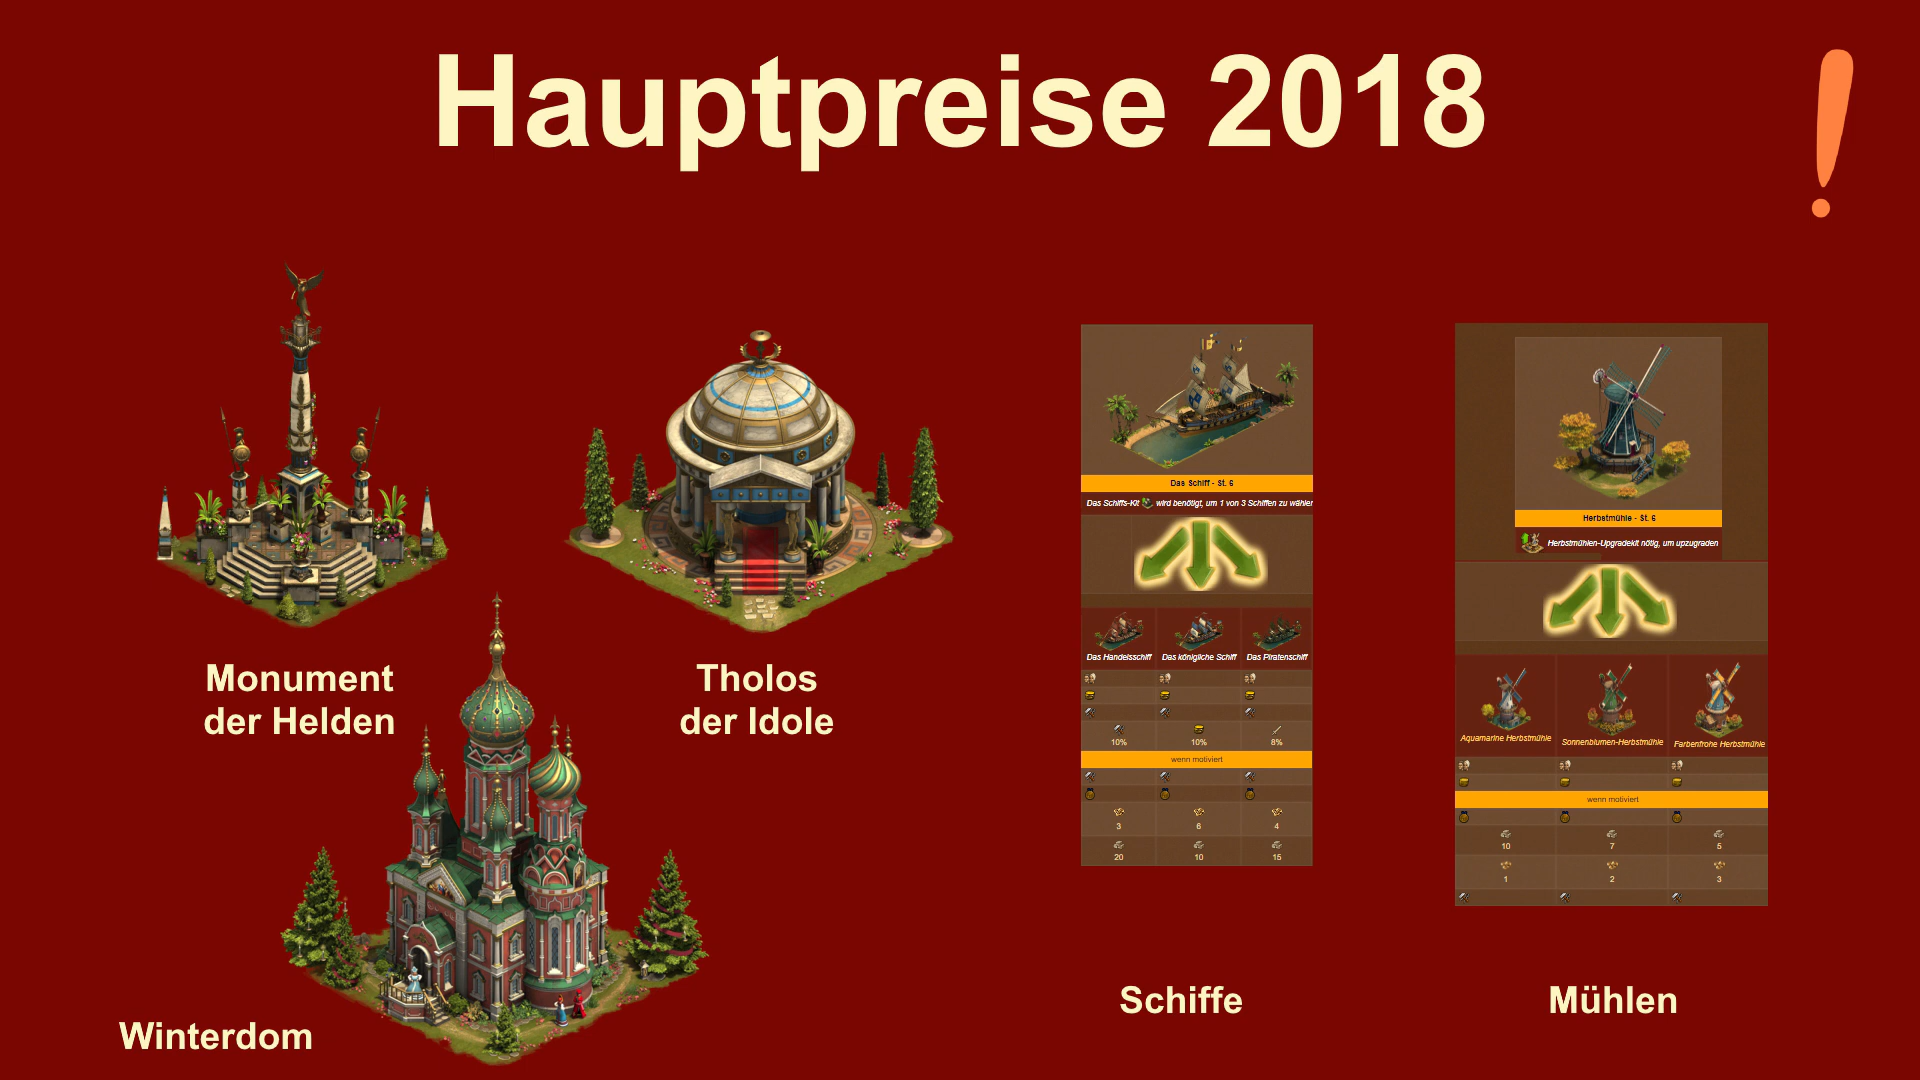 Hauptpreise 2018
!
Monument
der Helden
Tholos
der Idole
Winterdom
Das Schiff - St. 6
Das Schiffs-Kit wird benötigt, um 1 von 3 Schiffen zu wähler
Das Handelsschiff Das königliche Schiff Das Piratenschiff
10% 10% 8%
wenn motiviert
3 6 4
20 10 15
Schiffe
Herbstmühle - St. 6
Herbstmühlen-Upgradekit nötig, um upzugraden
Aquamarine Herbstmühle Sonnenblumen-Herbstmühle Farbenfrohe Herbstmühle
wenn motiviert
10 7 5
1 2 3
Mühlen